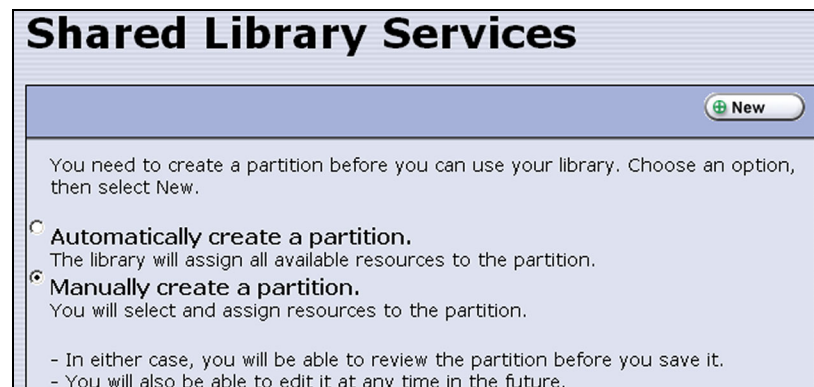 Shared Library Services
New
You need to create a partition before you can use your library. Choose an option,
then select New.
Automatically create a partition.
The library will assign all available resources to the partition.
Manually create a partition.
You will select and assign resources to the partition.
- In either case, you will be able to review the partition before you save it.
- You will also be able to edit it at any time in the future.